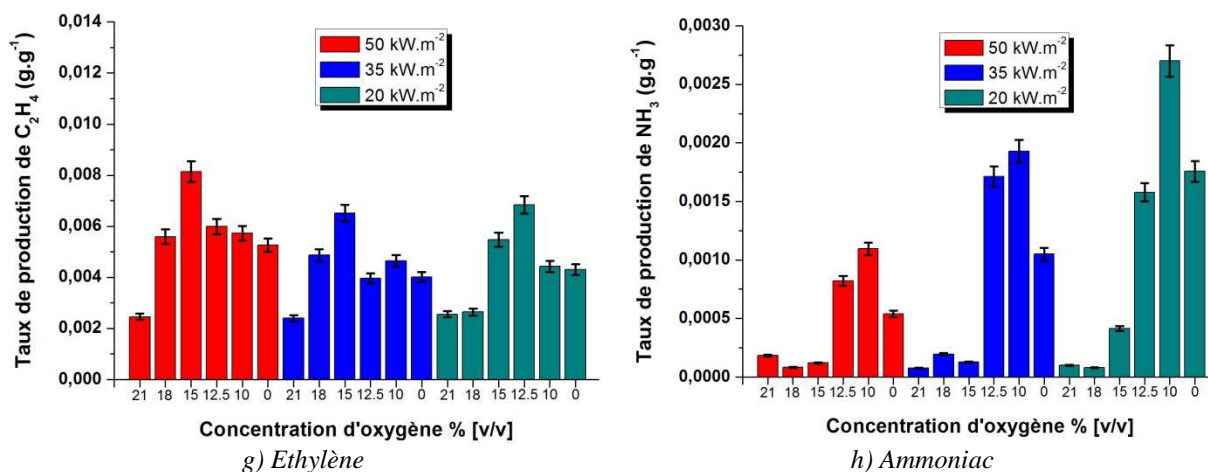 Taux de production de C2H4 (g.g-1)
0,014
0,012
0,010
0,008
0,006
0,004
0,002
0,000
50 kW.m-2
35 kW.m-2
20 kW.m-2
21 18 15 12.5 10 0 21 18 15 12.5 10 0 21 18 15 12.5 10 0
Concentration d'oxygène % [v/v]
g) Ethylène
Taux de production de NH3 (g.g-1)
0,0030
0,0025
0,0020
0,0015
0,0010
0,0005
0,0000
50 kW.m-2
35 kW.m-2
20 kW.m-2
21 18 15 12.5 10 0 21 18 15 12.5 10 0 21 18 15 12.5 10 0
Concentration d'oxygène % [v/v]
h) Ammoniac